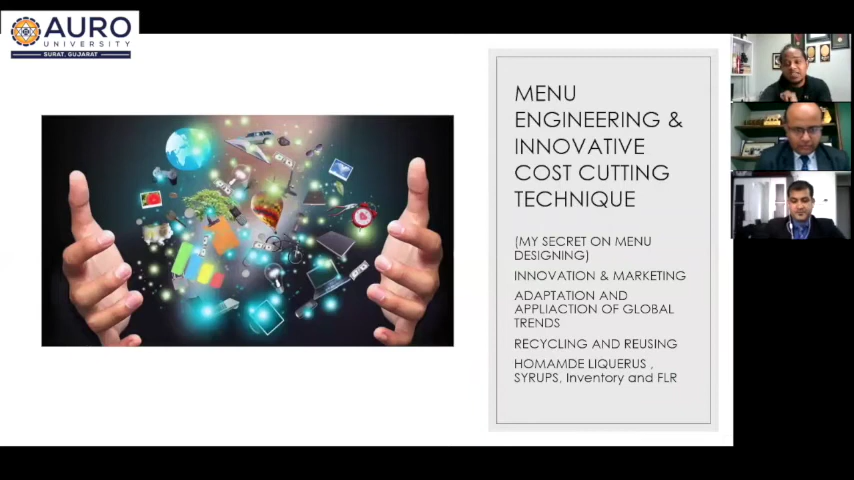 AURO
UNIVERSITY
SURAT, GUJARAT
MENU
ENGINEERING &
INNOVATIVE
COST CUTTING
TECHNIQUE
(MY SECRET ON MENU
DESIGNING)
INNOVATION & MARKETING
ADAPTATION AND
APPLIACTION OF GLOBAL
TRENDS
RECYCLING AND REUSING
HOMAMDE LIQUERUS ,
SYRUPS, Inventory and FLR